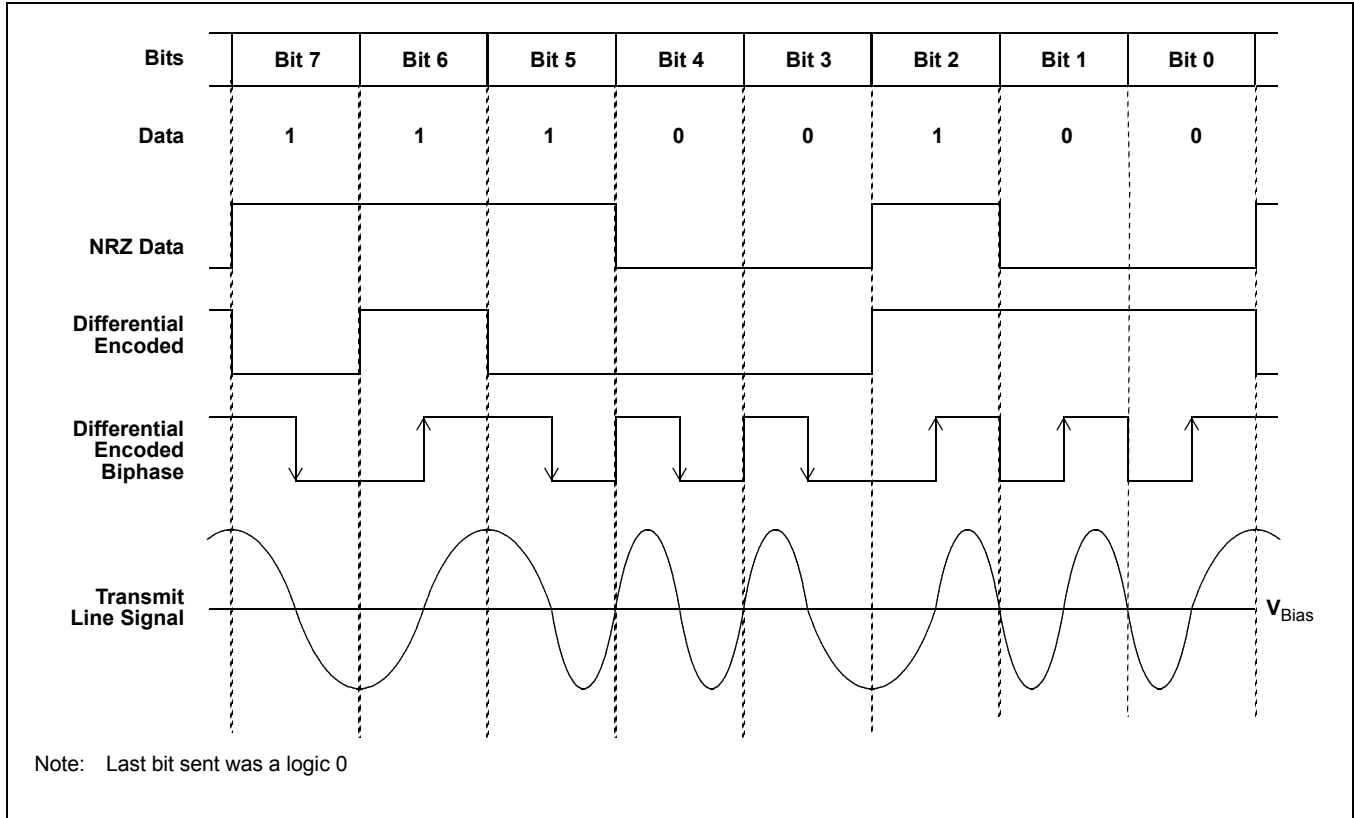 Bits Bit 7 Bit 6 Bit 5 Bit 4 Bit 3 Bit 2 Bit 1 Bit 0
Data 1 1 1 0 0 1 0 0
NRZ Data
Differential
Encoded
Differential
Encoded
Biphase
Transmit
Line Signal
VBias
Note: Last bit sent was a logic 0